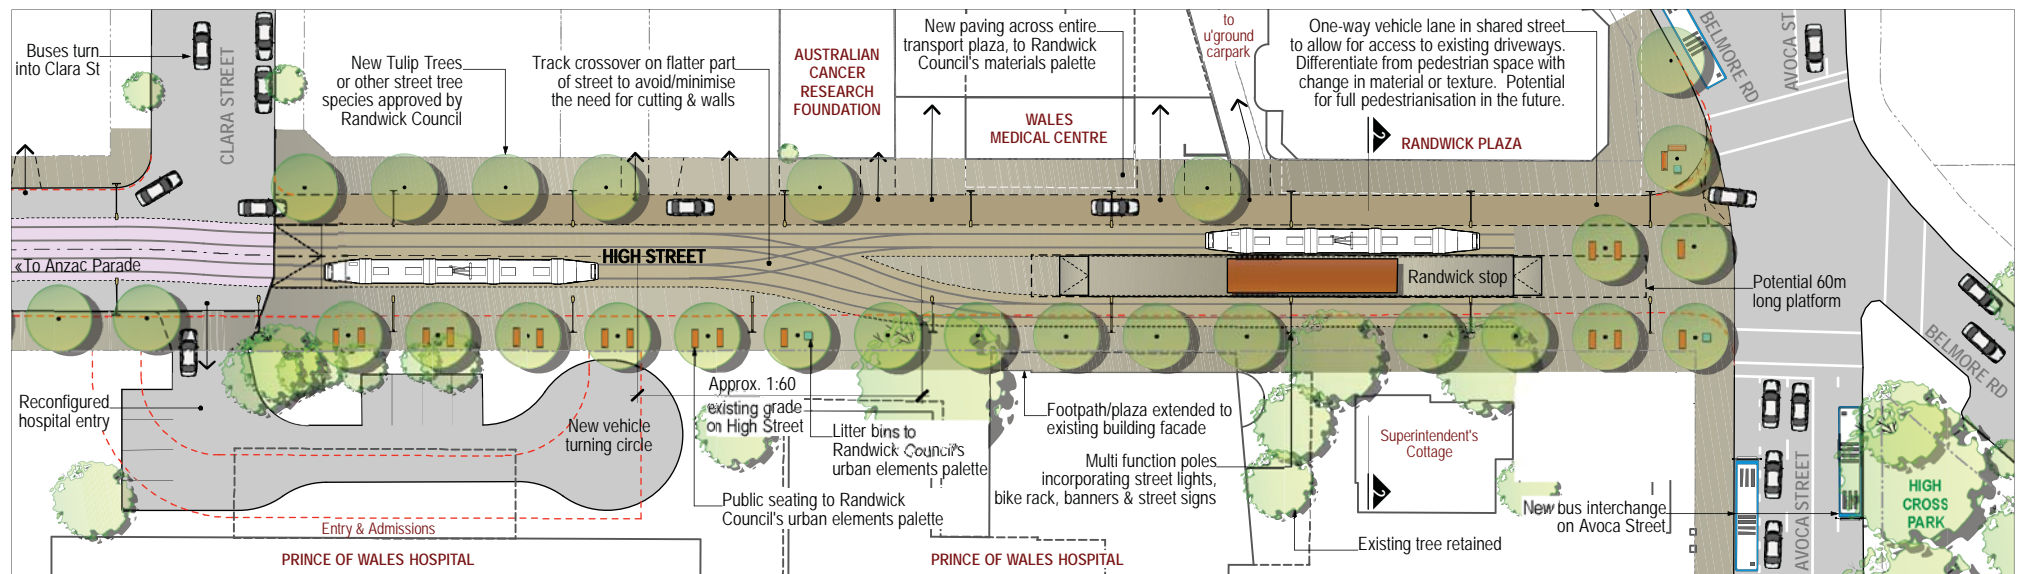 Buses turn
into Clara St
CLARA STREET
New Tulip Trees
or other street tree
species approved by
Randwick Council
Track crossover on flatter part
of street to avoid/minimise
the need for cutting & walls
AUSTRALIAN
CANCER
RESEARCH
FOUNDATION
New paving across entire
transport plaza, to Randwick
Council's materials palette
WALES
MEDICAL CENTRE
to
u'ground
carpark
One-way vehicle lane in shared street
to allow for access to existing driveways.
Differentiate from pedestrian space with
change in material or texture. Potential
for full pedestrianisation in the future.
2
RANDWICK PLAZA
BELMORE RD
AVOCA ST
«To Anzac Parade
HIGH STREET
Randwick stop
Potential 60m
long platform
BELMORE RD
Reconfigured
hospital entry
New vehicle
turning circle
Approx. 1:60
existing grade
on High Street
Litter bins to
Randwick Council's
urban elements palette
Public seating to Randwick
Council's urban elements palette
Footpath/plaza extended to
existing building facade
Multi function poles
incorporating street lights,
bike rack, banners & street signs
Superintendent's
Cottage
2
Existing tree retained
New bus interchange
on Avoca Street
AVOCA STREET
HIGH
CROSS
PARK
Entry & Admissions
PRINCE OF WALES HOSPITAL
PRINCE OF WALES HOSPITAL